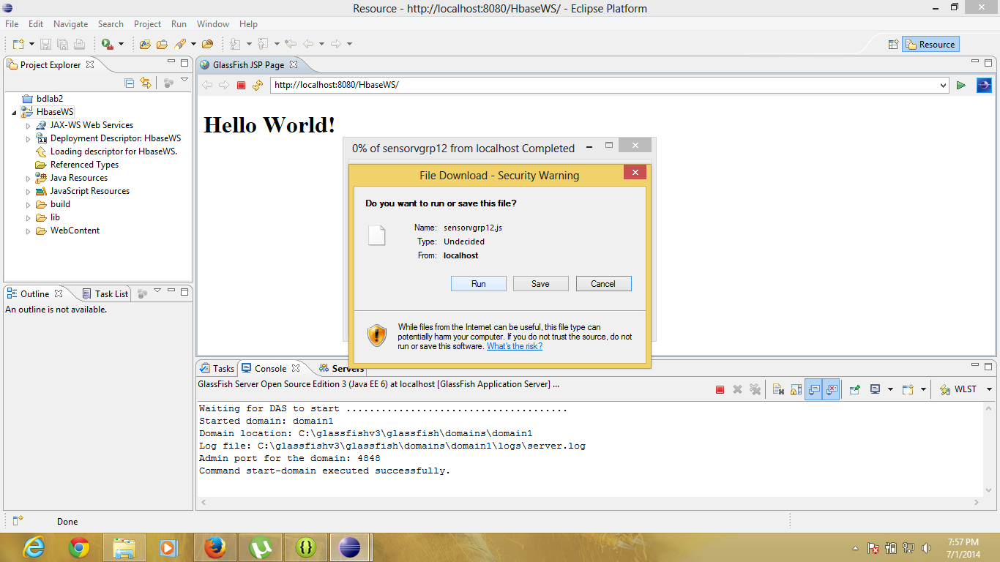 Resource - http://localhost:8080/HbaseWS/ - Eclipse Platform
File Edit Navigate Search Project Run Window Help
Resource
Project Explorer
GlassFish JSP Page
http://localhost:8080/HbaseWS/
bdlab2
HbaseWS
JAX-WS Web Services
3.0 Deployment Descriptor: HbaseWS
Loading descriptor for HbaseWS.
Referenced Types
Java Resources
JavaScript Resources
build
lib
WebContent
Hello World!
0% of sensorvgrp12 from localhost Completed
File Download - Security Warning
Do you want to run or save this file?
Name: sensorvgrp12.js
Type: Undecided
From: localhost
Run Save Cancel
While files from the Internet can be useful, this file type can
potentially harm your computer. If you do not trust the source, do not
run or save this software. What's the risk?
Outline Task List
An outline is not available.
Tasks Console Servers
GlassFish Server Open Source Edition 3 (Java EE 6) at localhost [GlassFish Application Server] ...
WLST
Waiting for DAS to start ......................................
Started domain: domain1
Domain location: C:\glassfishv3\glassfish\domains\domain1
Log file: C:\glassfishv3\glassfish\domains\domain1\logs\server.log
Admin port for the domain: 4848
Command start-domain executed successfully.
Done
7:57 PM
7/1/2014